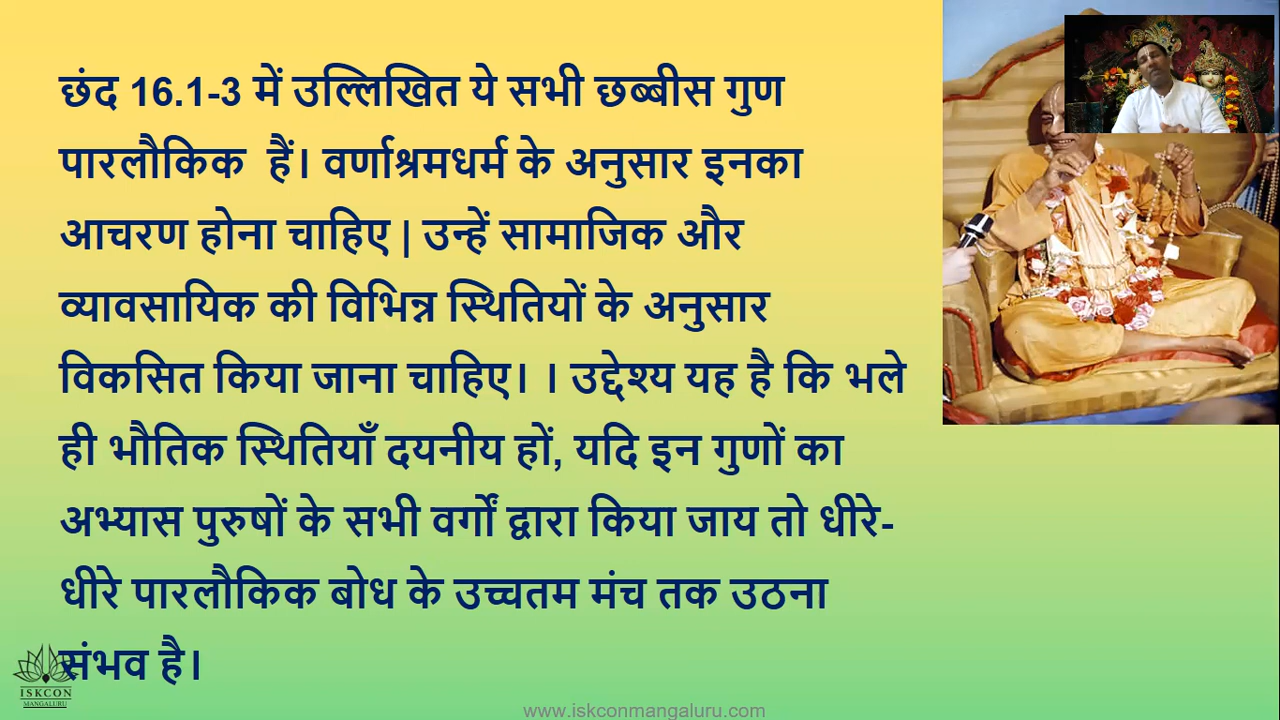 छंद 16.1-3 में उल्लिखित ये सभी छब्बीस गुण
पारलौकिक हैं। वर्णाश्रमधर्म के अनुसार इनका
आचरण होना चाहिए | उन्हें सामाजिक और
व्यावसायिक की विभिन्न स्थितियों के अनुसार
विकसित किया जाना चाहिए। । उद्देश्य यह है कि भले
ही भौतिक स्थितियाँ दयनीय हों, यदि इन गुणों का
अभ्यास पुरुषों के सभी वर्गों द्वारा किया जाय तो धीरे-
धीरे पारलौकिक बोध के उच्चतम मंच तक उठना
संभव है।
ISKCON
MANGALURU
www.iskconmangaluru.com